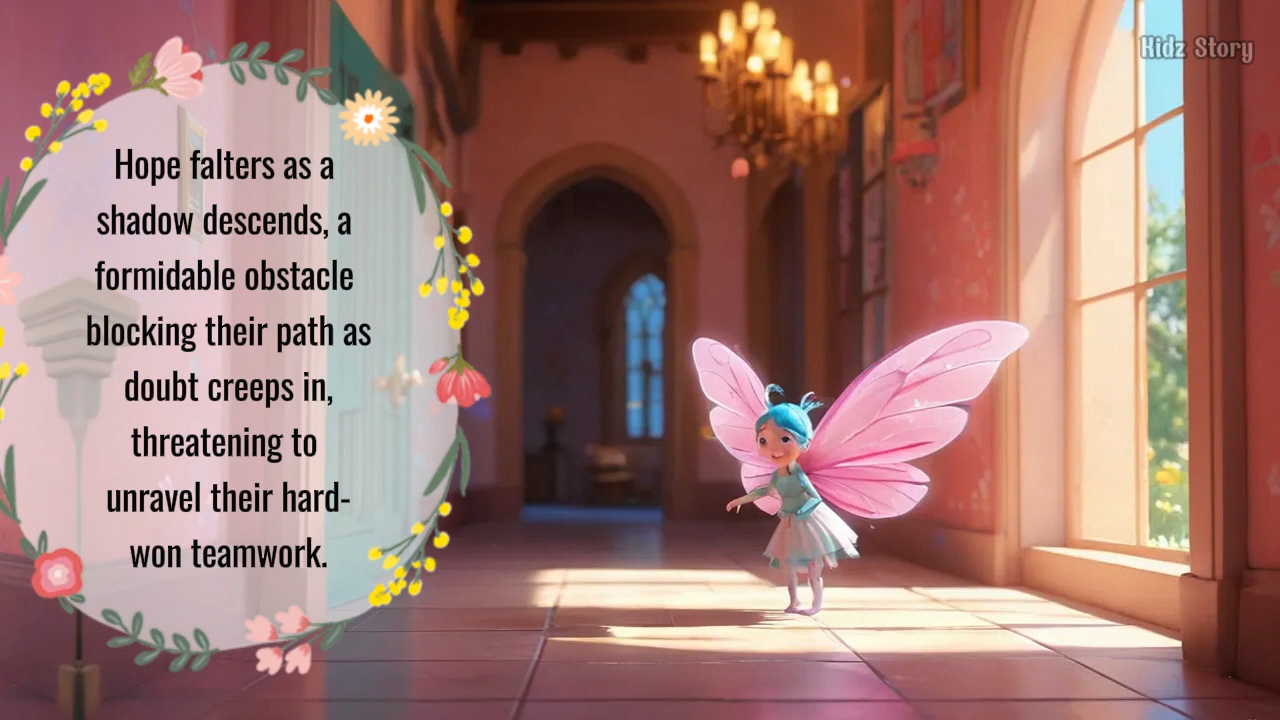 Kidz Story
Hope falters as a
shadow descends, a
formidable obstacle
blocking their path as
doubt creeps in,
threatening to
unravel their hard-
won teamwork.